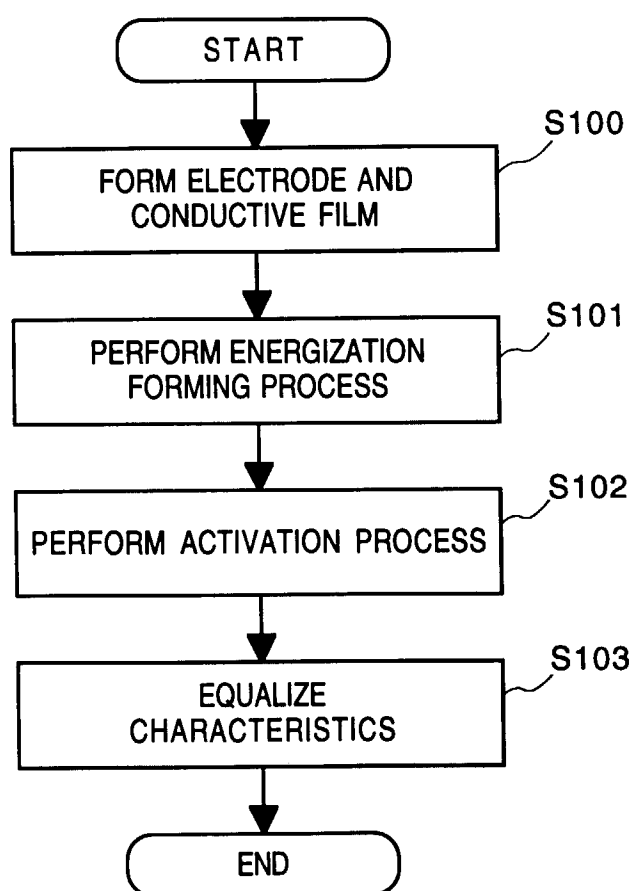 START
S100
FORM ELECTRODE AND
CONDUCTIVE FILM
S101
PERFORM ENERGIZATION
FORMING PROCESS
S102
PERFORM ACTIVATION PROCESS
S103
EQUALIZE
CHARACTERISTICS
END